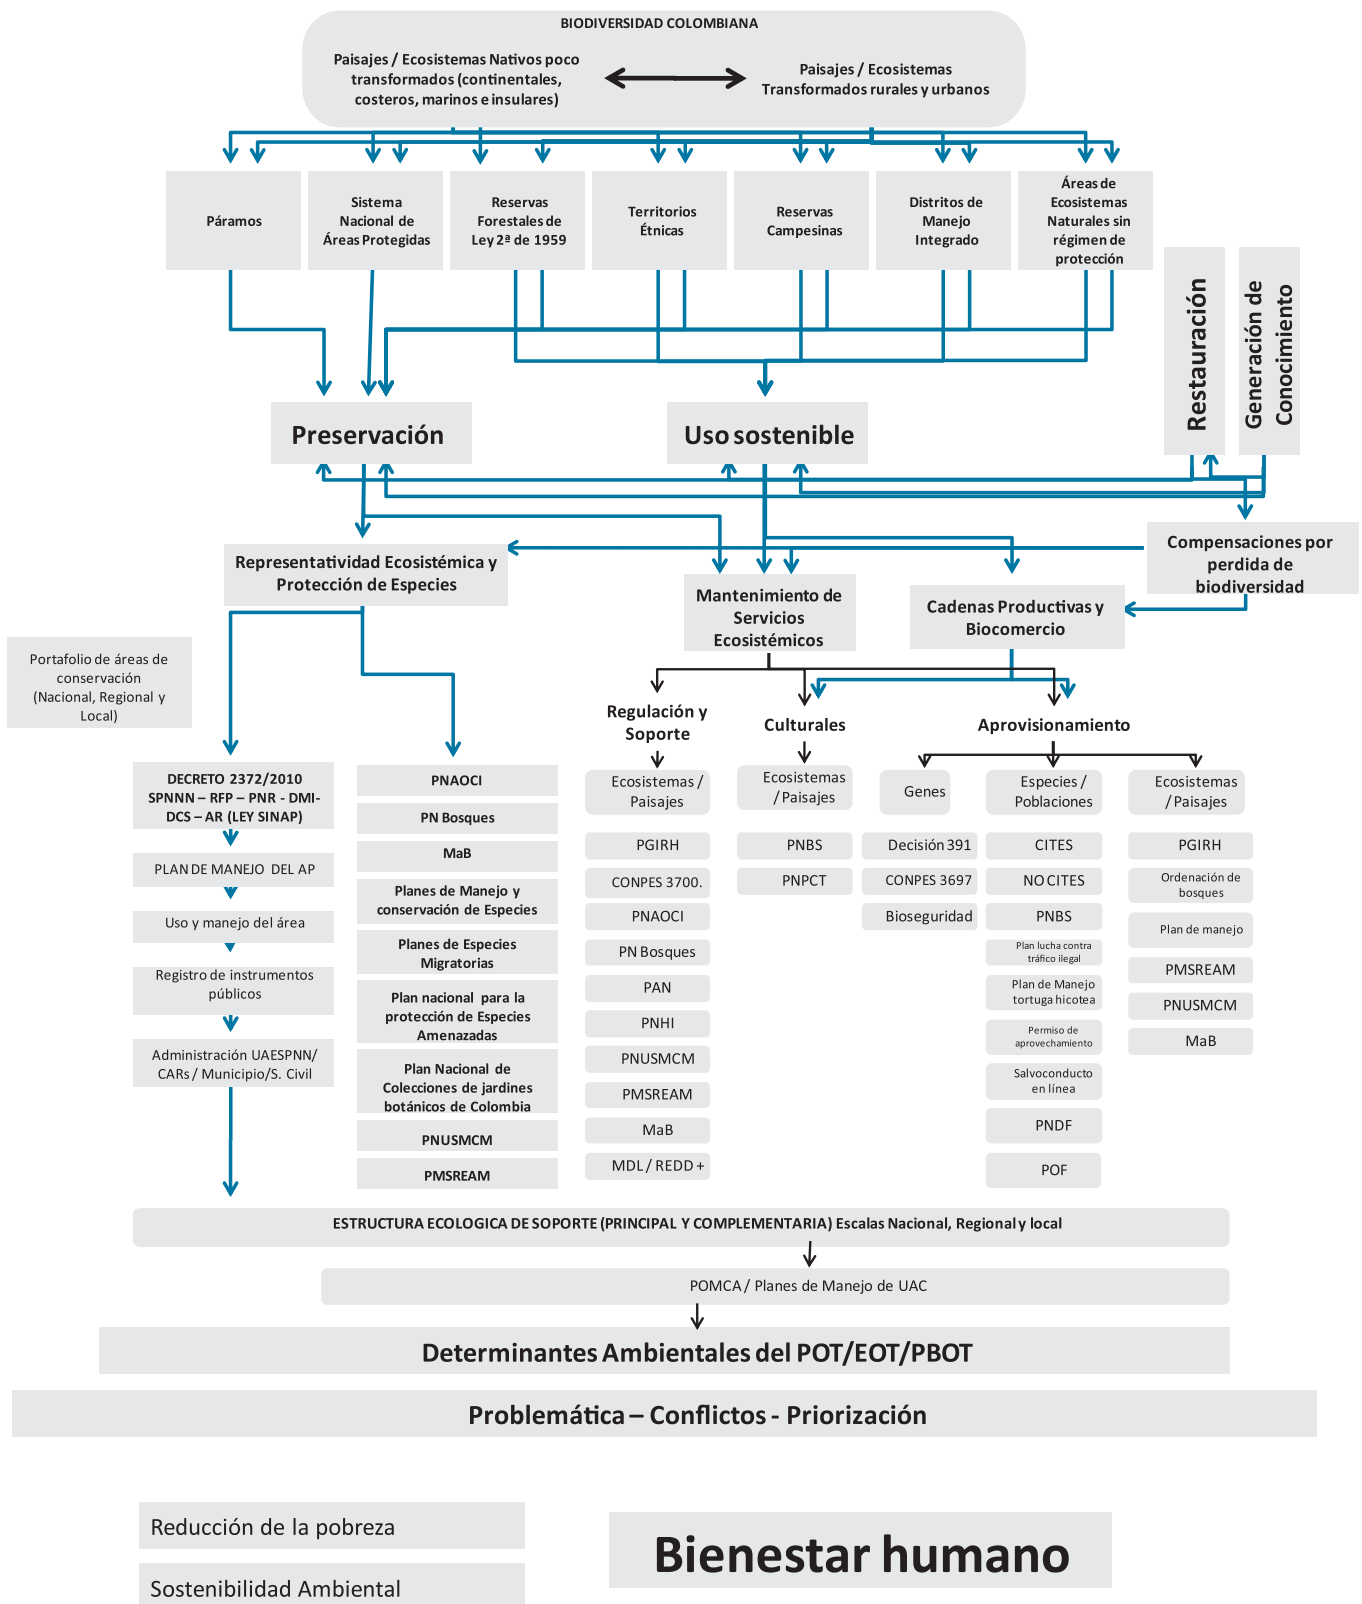 BIODIVERSIDAD COLOMBIANA
Paisajes / Ecosistemas Nativos poco
transformados (continentales,
costeros, marinos e insulares)
Paisajes / Ecosistemas
Transformados rurales y urbanos
Páramos
Sistema
Nacional de
Áreas Protegidas
Reservas
Forestales de
Ley 2ª de 1959
Territorios
Étnicas
Reservas
Campesinas
Distritos de
Manejo
Integrado
Áreas de
Ecosistemas
Naturales sin
régimen de
protección
Restauración
Generación de
Conocimiento
Preservación
Uso sostenible
Representatividad Ecosistémica y
Protección de Especies
Mantenimiento de
Servicios
Ecosistémicos
Cadenas Productivas y
Biocomercio
Compensaciones por
perdida de
biodiversidad
Portafolio de áreas de
conservación
(Nacional, Regional y
Local)
DECRETO 2372/2010
SPNNN – RFP – PNR - DMI-
DCS – AR (LEY SINAP)
PLAN DE MANEJO DEL AP
Uso y manejo del área
Registro de instrumentos
públicos
Administración UAESPNN/
CARs / Municipio/S. Civil
PNAOCI
PN Bosques
MaB
Planes de Manejo y
conservación de Especies
Planes de Especies
Migratorias
Plan nacional para la
protección de Especies
Amenazadas
Plan Nacional de
Colecciones de jardines
botánicos de Colombia
PNUSMCM
PMSREAM
Regulación y
Soporte
Ecosistemas /
Paisajes
PGIRH
CONPES 3700.
PNAOCI
PN Bosques
PAN
PNHI
PNUSMCM
PMSREAM
MaB
MDL / REDD +
Culturales
Ecosistemas
/ Paisajes
PNBS
PNPCT
Aprovisionamiento
Genes
Decisión 391
CONPES 3697
Bioseguridad
Especies /
Poblaciones
CITES
NO CITES
PNBS
Plan lucha contra
tráfico ilegal
Plan de Manejo
tortuga hicotea
Permiso de
aprovechamiento
Salvoconducto
en línea
PNDF
POF
Ecosistemas
/ Paisajes
PGIRH
Ordenación de
bosques
Plan de manejo
PMSREAM
PNUSMCM
MaB
ESTRUCTURA ECOLOGICA DE SOPORTE (PRINCIPAL Y COMPLEMENTARIA) Escalas Nacional, Regional y local
POMCA / Planes de Manejo de UAC
Determinantes Ambientales del POT/EOT/PBOT
Problemática – Conflictos - Priorización
Reducción de la pobreza
Sostenibilidad Ambiental
Bienestar humano